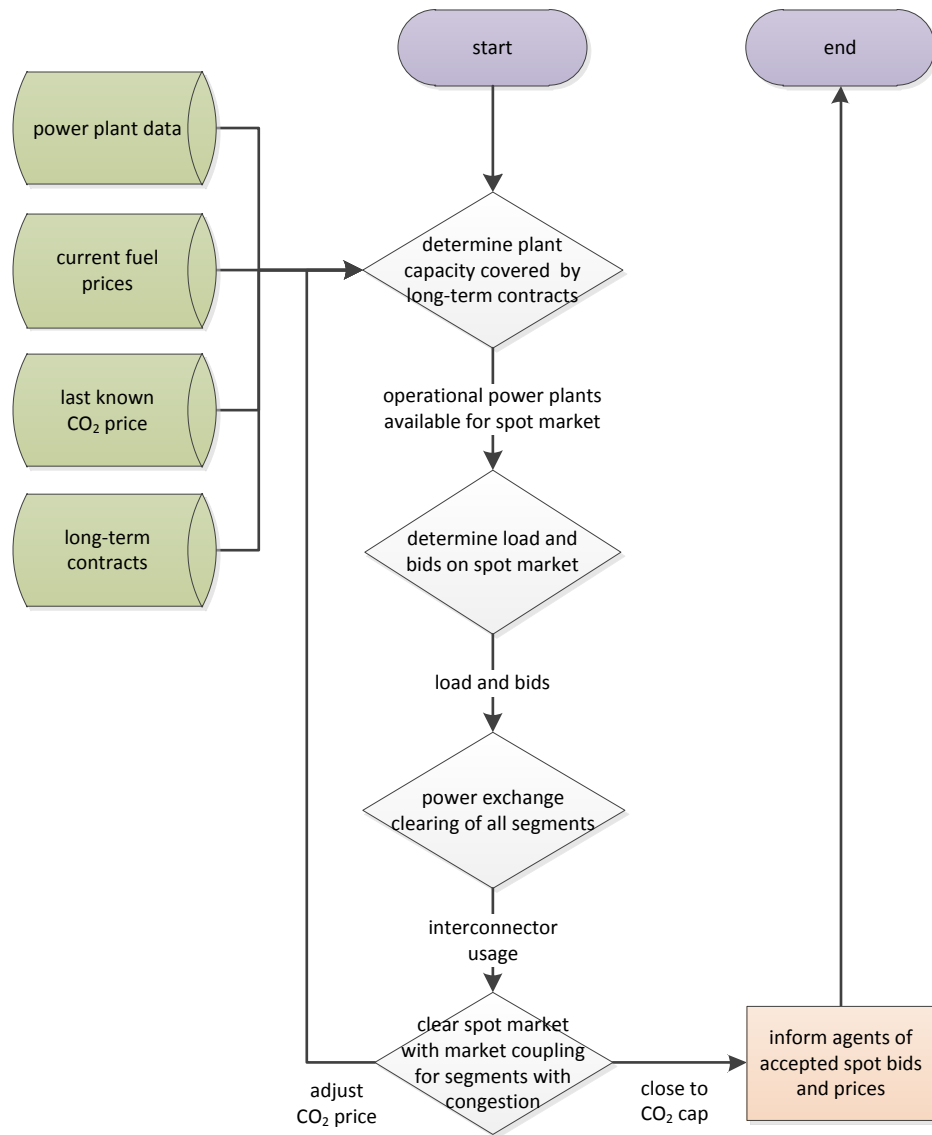 start
end
power plant data
current fuel
prices
last known
CO₂ price
long-term
contracts
determine plant
capacity covered by
long-term contracts
operational power plants
available for spot market
determine load and
bids on spot market
load and bids
power exchange
clearing of all segments
interconnector
usage
clear spot market
with market coupling
for segments with
congestion
adjust
CO₂ price
close to
CO₂ cap
inform agents of
accepted spot bids
and prices